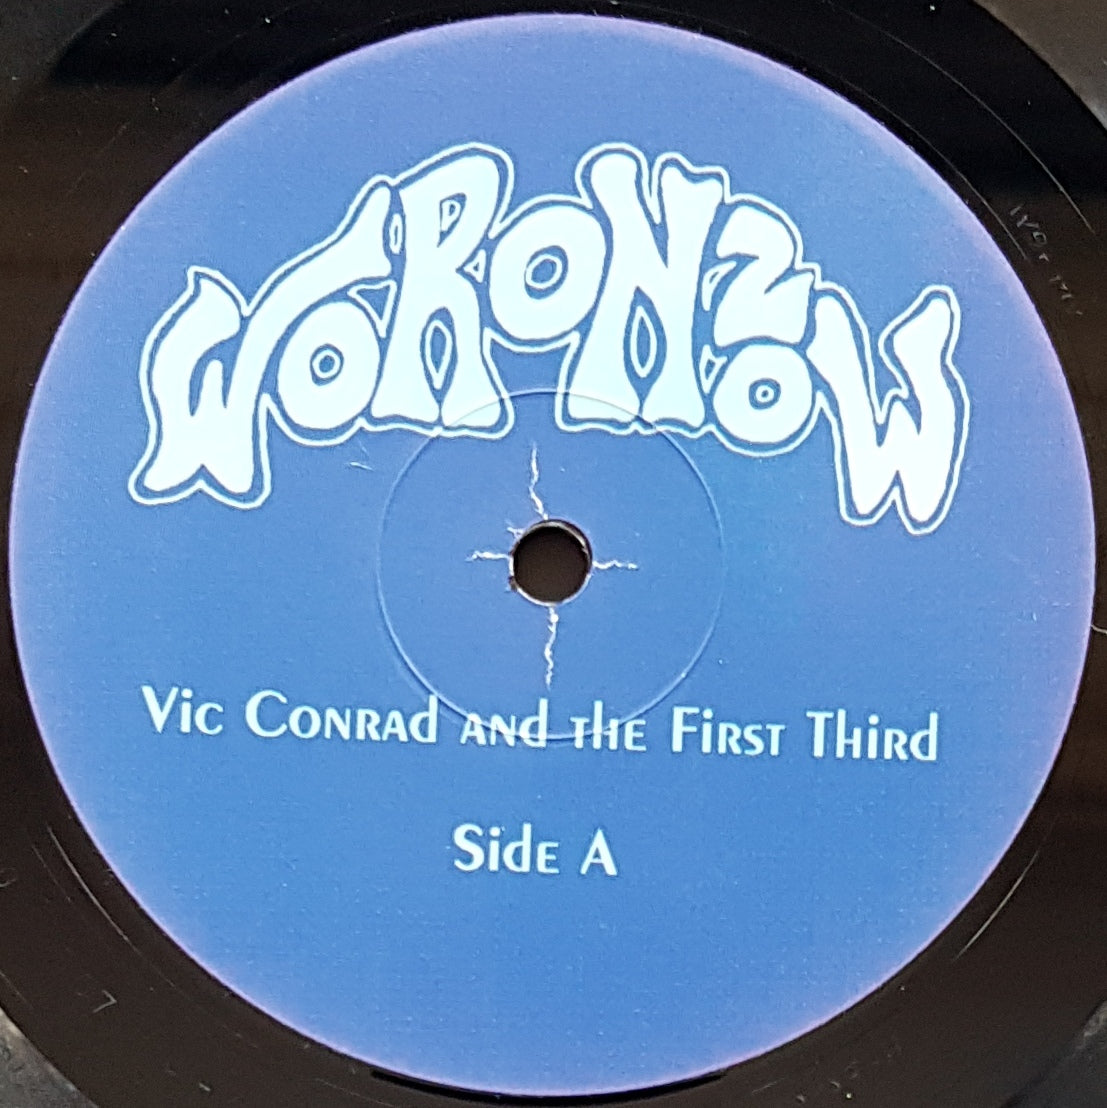 WORONZOW
Vic Conrad and the First Third
Side A